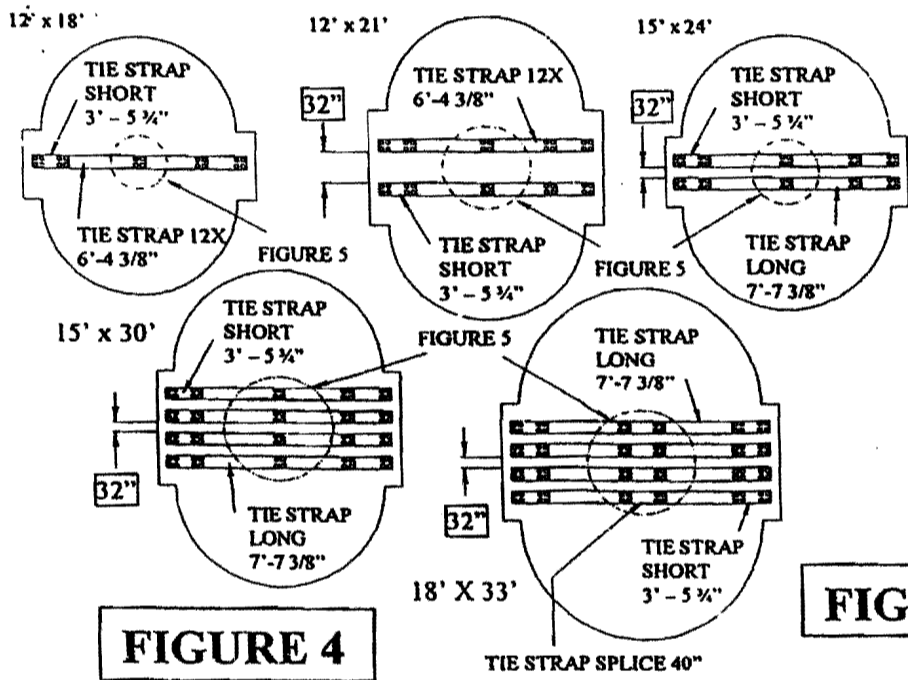 12' x 18'
TIE STRAP
SHORT
3' – 5 ¾"
TIE STRAP 12X
6'-4 3/8"
FIGURE 5
12' x 21'
32"
TIE STRAP 12X
6'-4 3/8"
TIE STRAP
SHORT
3' – 5 ¾"
FIGURE 5
15' x 24'
32"
TIE STRAP
SHORT
3' – 5 ¾"
TIE STRAP
LONG
7'-7 3/8"
15' x 30'
TIE STRAP
SHORT
3' – 5 ¾"
32"
TIE STRAP
LONG
7'-7 3/8"
FIGURE 5
TIE STRAP
LONG
7'-7 3/8"
32"
TIE STRAP
SHORT
3' – 5 ¾"
18' X 33'
TIE STRAP SPLICE 40"
FIGURE 4
FIG